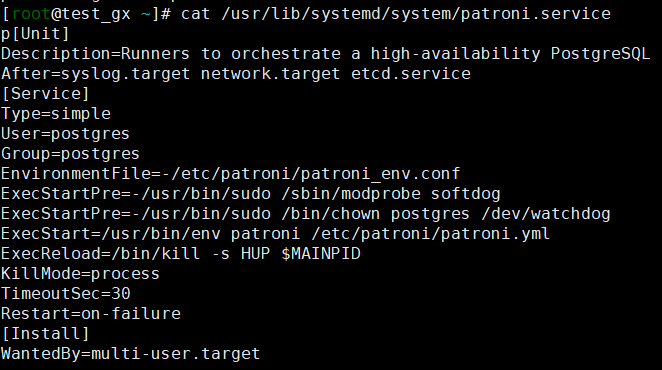 [root@test_gx ~]# cat /usr/lib/systemd/system/patroni.service
p[Unit]
Description=Runners to orchestrate a high-availability PostgreSQL
After=syslog.target network.target etcd.service
[Service]
Type=simple
User=postgres
Group=postgres
EnvironmentFile=-/etc/patroni/patroni_env.conf
ExecStartPre=-/usr/bin/sudo /sbin/modprobe softdog
ExecStartPre=-/usr/bin/sudo /bin/chown postgres /dev/watchdog
ExecStart=/usr/bin/env patroni /etc/patroni/patroni.yml
ExecReload=/bin/kill -s HUP $MAINPID
KillMode=process
TimeoutSec=30
Restart=on-failure
[Install]
WantedBy=multi-user.target